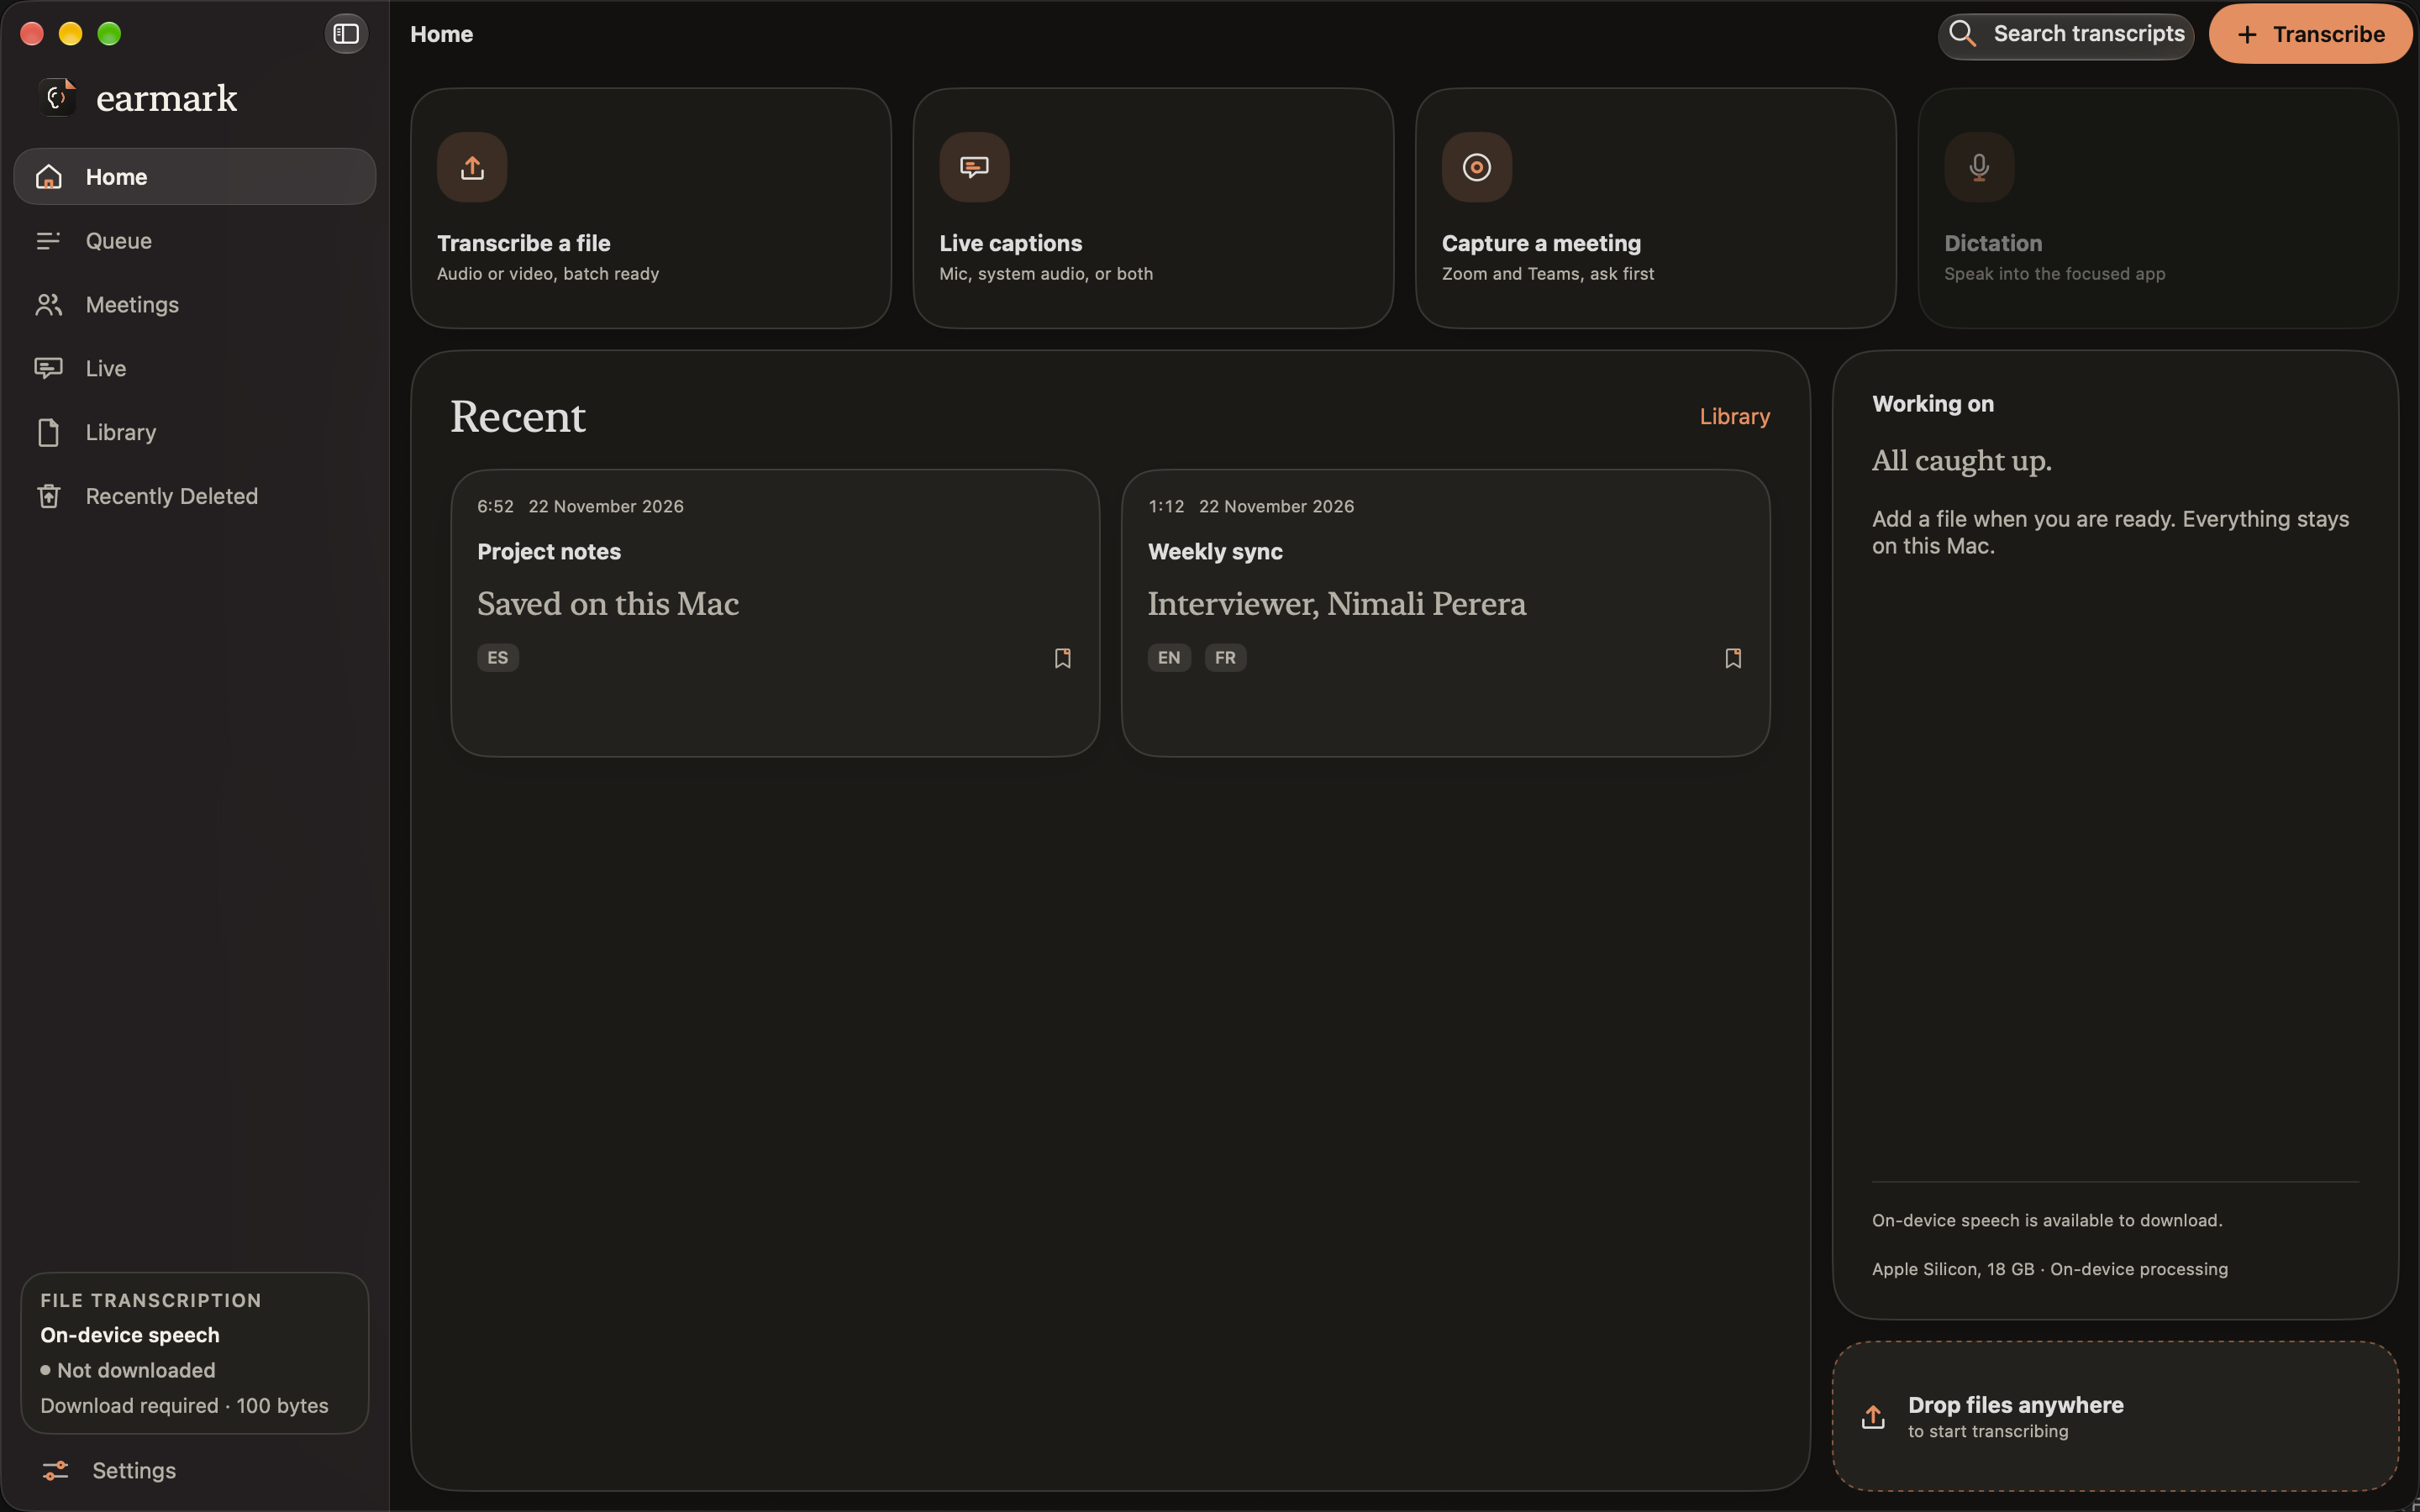 Home
Search transcripts
Transcribe
earmark
Home
Queue
Meetings
Live
Library
Recently Deleted
Transcribe a file
Audio or video, batch ready
Live captions
Mic, system audio, or both
Capture a meeting
Zoom and Teams, ask first
Dictation
Speak into the focused app
Recent
Library
6:52 22 November 2026
Project notes
Saved on this Mac
ES
1:12 22 November 2026
Weekly sync
Interviewer, Nimali Perera
EN FR
Working on
All caught up.
Add a file when you are ready. Everything stays
on this Mac.
On-device speech is available to download.
Apple Silicon, 18 GB · On-device processing
Drop files anywhere
to start transcribing
FILE TRANSCRIPTION
On-device speech
Not downloaded
Download required · 100 bytes
Settings